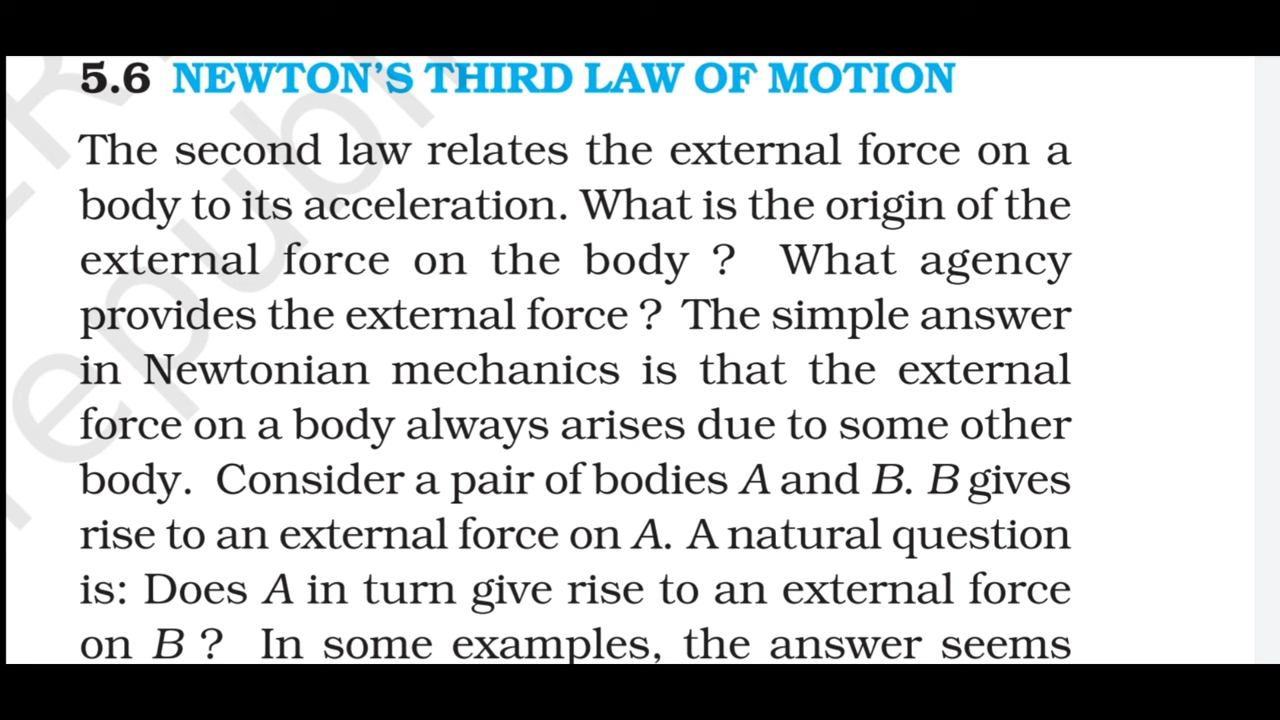 5.6 NEWTON'S THIRD LAW OF MOTION
The second law relates the external force on a
body to its acceleration. What is the origin of the
external force on the body ? What agency
provides the external force ? The simple answer
in Newtonian mechanics is that the external
force on a body always arises due to some other
body. Consider a pair of bodies A and B. B gives
rise to an external force on A. A natural question
is: Does A in turn give rise to an external force
on B ? In some examples, the answer seems